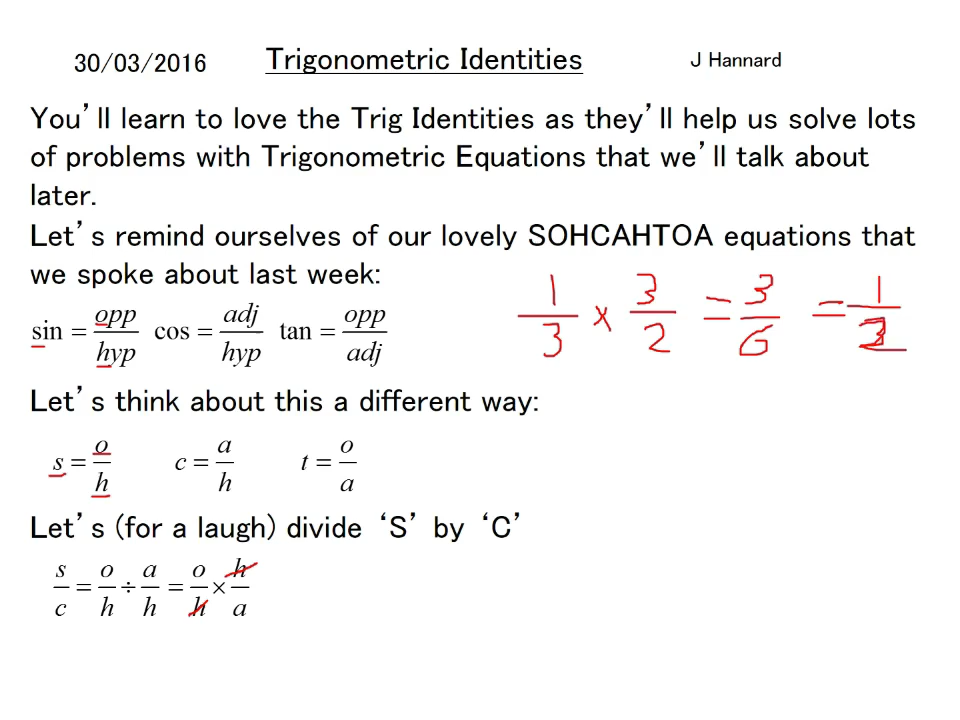 30/03/2016 Trigonometric Identities J Hannard
You'll learn to love the Trig Identities as they'll help us solve lots
of problems with Trigonometric Equations that we'll talk about
later.
Let's remind ourselves of our lovely SOHCAHTOA equations that
we spoke about last week:
sin = opp/hyp cos = adj/hyp tan = opp/adj
1/3 × 3/2 = 3/6 = 1/2
Let's think about this a different way:
s = o/h c = a/h t = o/a
Let's (for a laugh) divide ‘S’ by ‘C’
s/c = o/h ÷ a/h = o/h × h/a